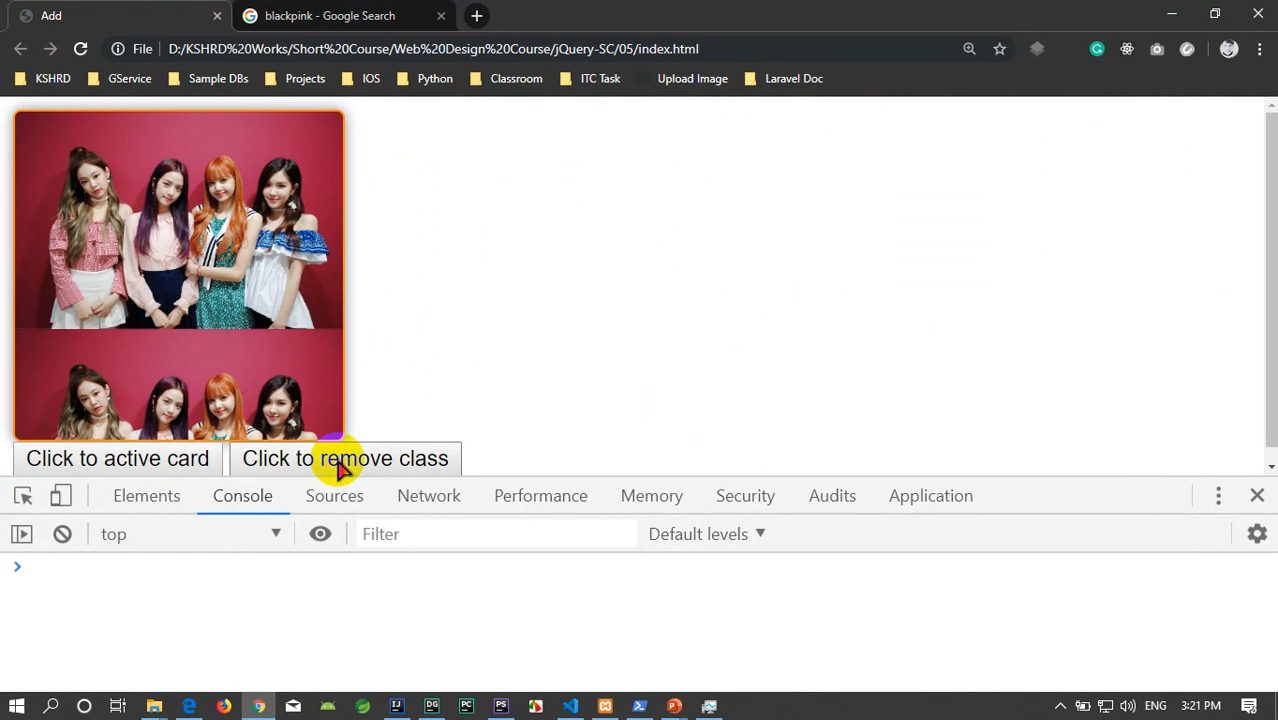 Add
blackpink - Google Search
File
D:/KSHRD%20Works/Short%20Course/Web%20Design%20Course/jQuery-SC/05/index.html
KSHRD GService Sample DBs Projects IOS Python Classroom ITC Task Upload Image Laravel Doc
Click to active card Click to remove class
Elements Console Sources Network Performance Memory Security Audits Application
top Filter Default levels
ENG 3:21 PM